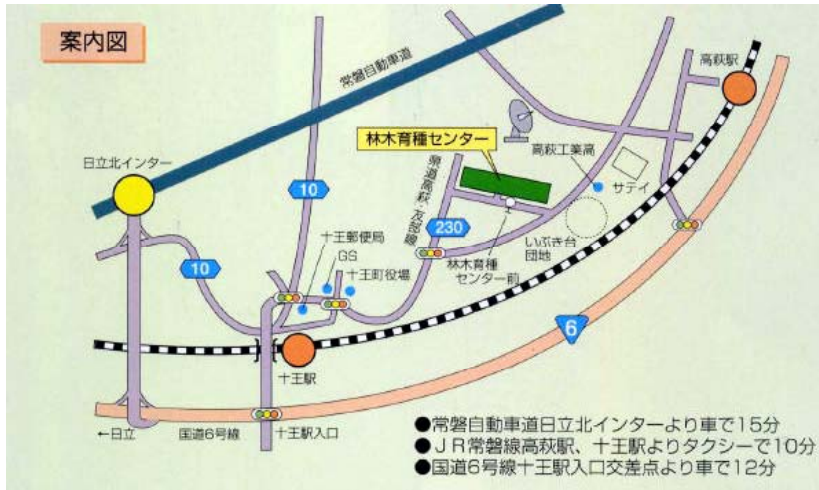 案内図
常磐自動車道
高萩駅
林木育種センター
日立北インター
高萩工業高
サティ
県道高萩・友部線
10
230
十王郵便局
GS
十王町役場
10
林木育種
センター前
いぶき台
団地
6
十王駅
←日立
国道6号線
十王駅入口
●常磐自動車道日立北インターより車で15分
●JR常磐線高萩駅、十王駅よりタクシーで10分
●国道6号線十王駅入口交差点より車で12分